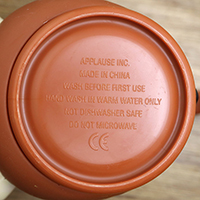 APPLAUSE INC.
MADE IN CHINA
WASH BEFORE FIRST USE
HAND WASH IN WARM WATER ONLY
NOT DISHWASHER SAFE
DO NOT MICROWAVE
CE